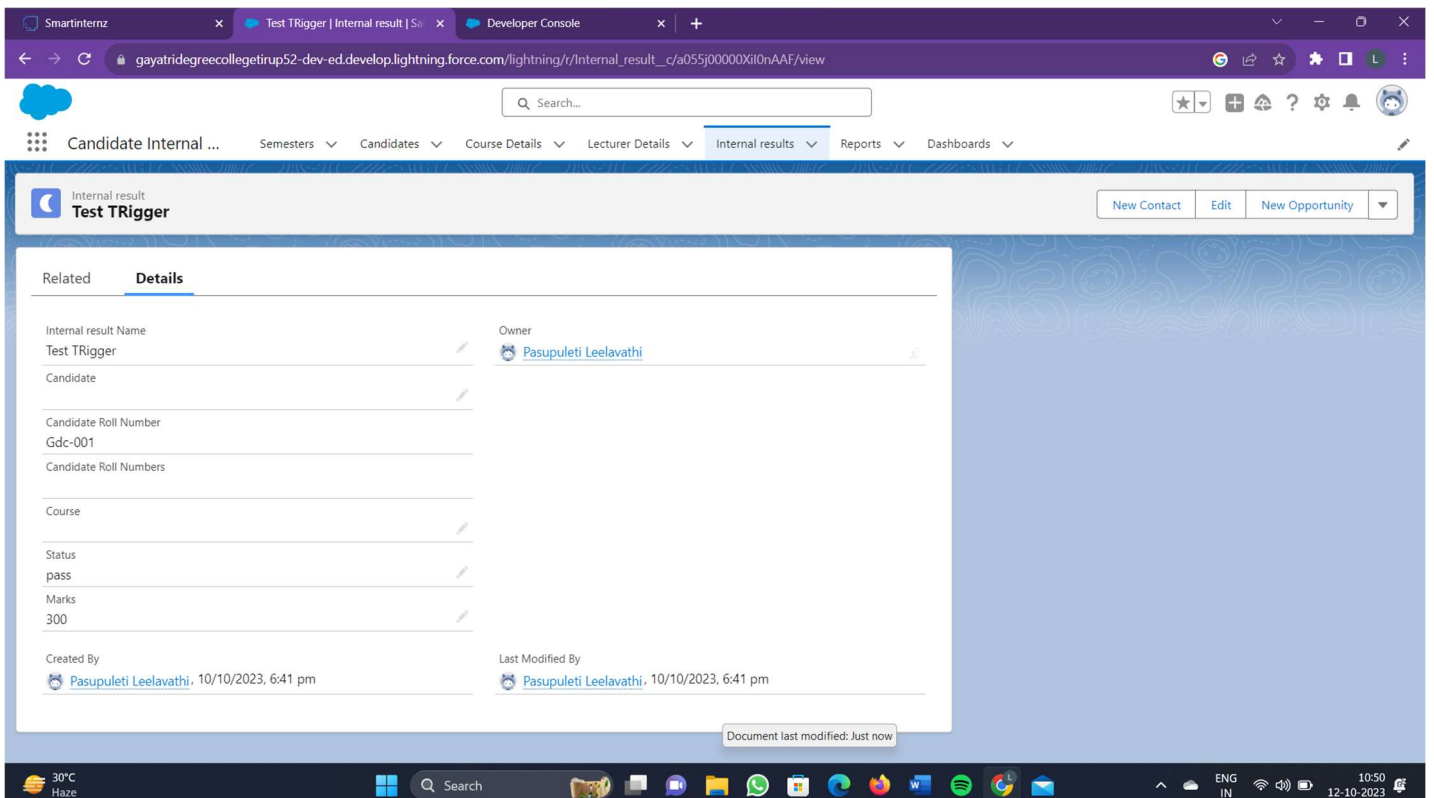 Smartinternz
Test TRigger | Internal result | Sal
Developer Console
gayatridegreecollegetirup52-dev-ed.develop.lightning.force.com/lightning/r/Internal_result__c/a055j00000XiI0nAAF/view
L
Search...
Candidate Internal ...
Semesters
Candidates
Course Details
Lecturer Details
Internal results
Reports
Dashboards
Internal result
Test TRigger
New Contact
Edit
New Opportunity
Related
Details
Internal result Name
Test TRigger
Owner
Pasupuleti Leelavathi
Candidate
Candidate Roll Number
Gdc-001
Candidate Roll Numbers
Course
Status
pass
Marks
300
Created By
Pasupuleti Leelavathi, 10/10/2023, 6:41 pm
Last Modified By
Pasupuleti Leelavathi, 10/10/2023, 6:41 pm
Document last modified: Just now
30°C
Haze
Search
ENG
IN
10:50
12-10-2023